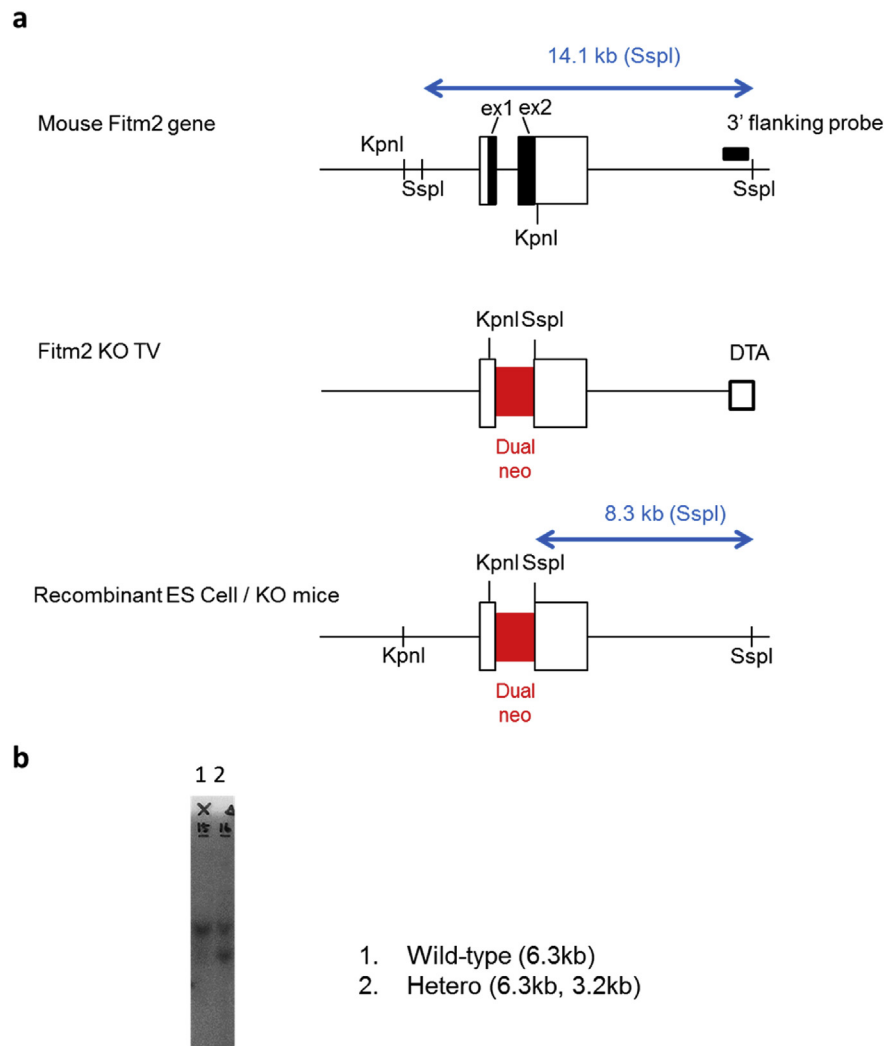 a
14.1 kb (SspI)
Mouse Fitm2 gene
ex1 ex2
3' flanking probe
KpnI
SspI
SspI
KpnI
Fitm2 KO TV
KpnI SspI
DTA
Dual
neo
8.3 kb (SspI)
Recombinant ES Cell / KO mice
KpnI SspI
KpnI
SspI
Dual
neo
b
1 2
X
15 16
1. Wild-type (6.3kb)
2. Hetero (6.3kb, 3.2kb)